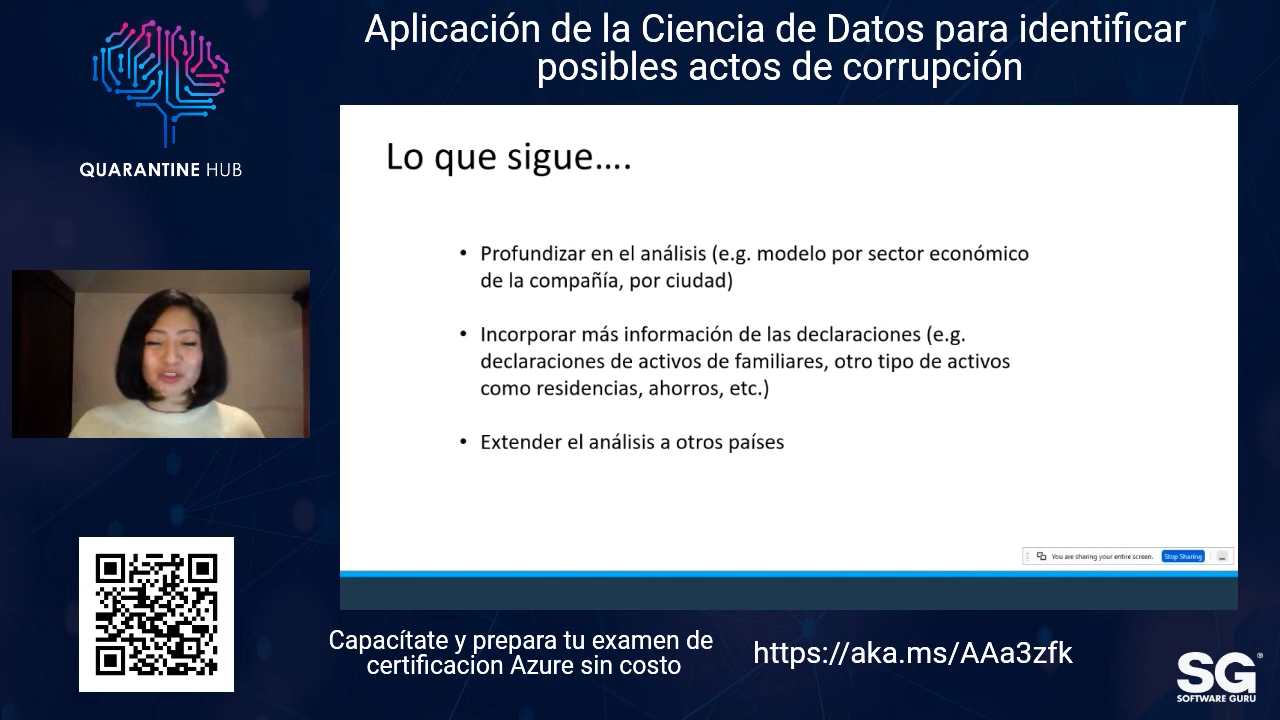 Aplicación de la Ciencia de Datos para identificar
posibles actos de corrupción
QUARANTINE HUB
Lo que sigue....
• Profundizar en el análisis (e.g. modelo por sector económico
de la compañía, por ciudad)
• Incorporar más información de las declaraciones (e.g.
declaraciones de activos de familiares, otro tipo de activos
como residencias, ahorros, etc.)
• Extender el análisis a otros países
You are sharing your entire screen. Stop Sharing
Capacítate y prepara tu examen de
certificacion Azure sin costo
https://aka.ms/AAa3zfk
SG®
SOFTWARE GURU